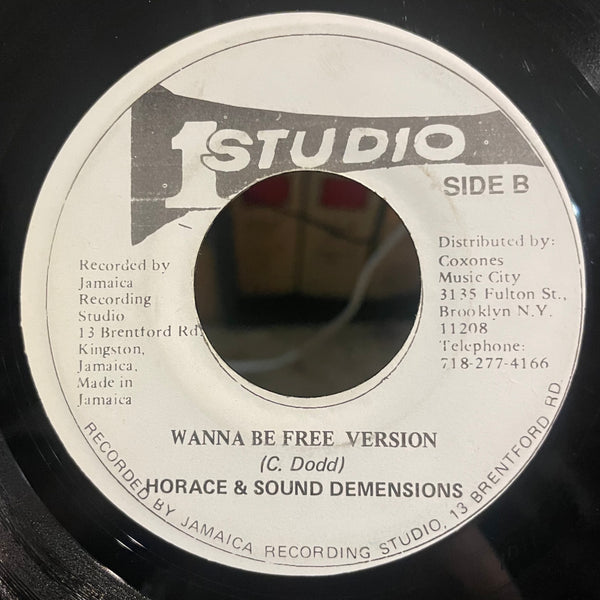 1 STUDIO
SIDE B
Recorded by
Jamaica
Recording
Studio
13 Brentford Rd,
Kingston,
Jamaica,
Made in
Jamaica
Distributed by:
Coxones
Music City
3135 Fulton St.,
Brooklyn N.Y.
11208
Telephone:
718-277-4166
WANNA BE FREE VERSION
(C. Dodd)
HORACE & SOUND DEMENSIONS
RECORDED BY JAMAICA RECORDING STUDIO, 13 BRENTFORD RD.